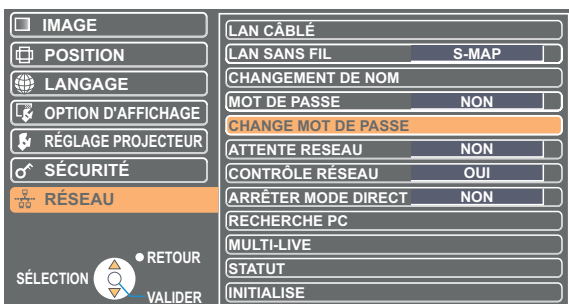 IMAGE
POSITION
LANGAGE
OPTION D'AFFICHAGE
RÉGLAGE PROJECTEUR
SÉCURITÉ
RÉSEAU
RETOUR
SÉLECTION
VALIDER
LAN CÂBLÉ
LAN SANS FIL S-MAP
CHANGEMENT DE NOM
MOT DE PASSE NON
CHANGE MOT DE PASSE
ATTENTE RESEAU NON
CONTRÔLE RÉSEAU OUI
ARRÊTER MODE DIRECT NON
RECHERCHE PC
MULTI-LIVE
STATUT
INITIALISE